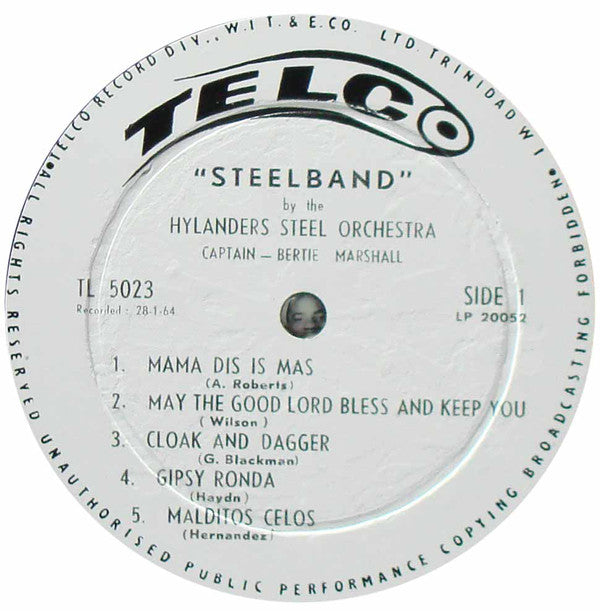 • TELCO RECORD DIV., W.I.T. & E.CO. LTD. TRINIDAD W I •
TELCO
"STEELBAND"
by the
HYLANDERS STEEL ORCHESTRA
CAPTAIN — BERTIE MARSHALL
TL 5023
Recorded : 28-1-64
SIDE 1
LP 20052
1. MAMA DIS IS MAS
(A. Roberts)
2. MAY THE GOOD LORD BLESS AND KEEP YOU
(Wilson)
3. CLOAK AND DAGGER
(G. Blackman)
4. GIPSY RONDA
(Haydn)
5. MALDITOS CELOS
(Hernandez)
ALL RIGHTS RESERVED UNAUTHORISED PUBLIC PERFORMANCE COPYING BROADCASTING FORBIDDEN